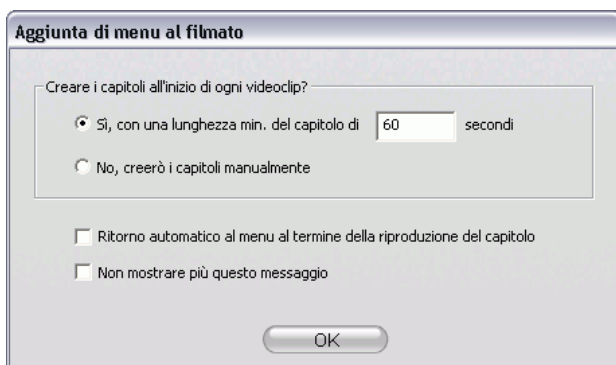 Aggiunta di menu al filmato
Creare i capitoli all'inizio di ogni videoclip?
Sì, con una lunghezza min. del capitolo di 60 secondi
No, creerò i capitoli manualmente
Ritorno automatico al menu al termine della riproduzione del capitolo
Non mostrare più questo messaggio
OK